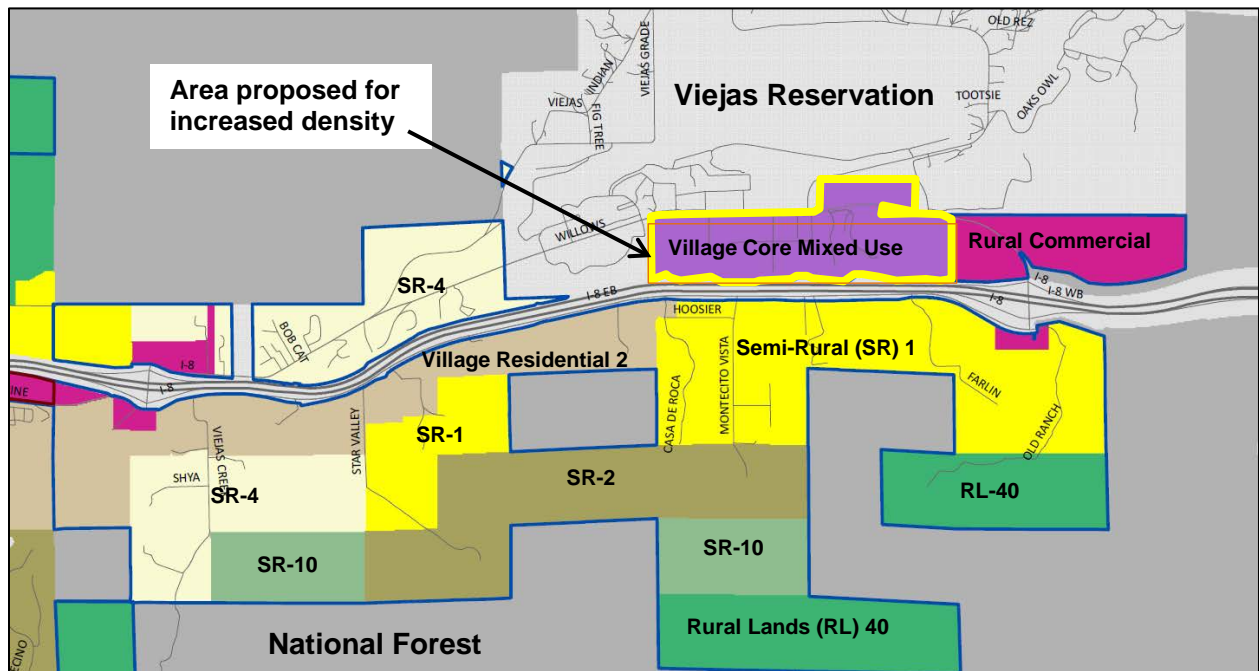 OLD REZ
Area proposed for
increased density
VIEJAS
INDIAN
FIG TREE
VIEJAS GRADE
Viejas Reservation
TOOTSIE
OAKS OWL
WILLOWS
Village Core Mixed Use
Rural Commercial
SR-4
I-8 EB
I-8
I-8 WB
I-8
HOOSIER
BOB CAT
Village Residential 2
Semi-Rural (SR) 1
I-8
I-8
INE
CASA DE ROCA
MONTECITO VISTA
FARLIN
OLD RANCH
STAR VALLEY
SR-1
VIEJAS CREEK
SHYA
SR-4
SR-2
RL-40
SR-10
SR-10
National Forest
Rural Lands (RL) 40
ECINO